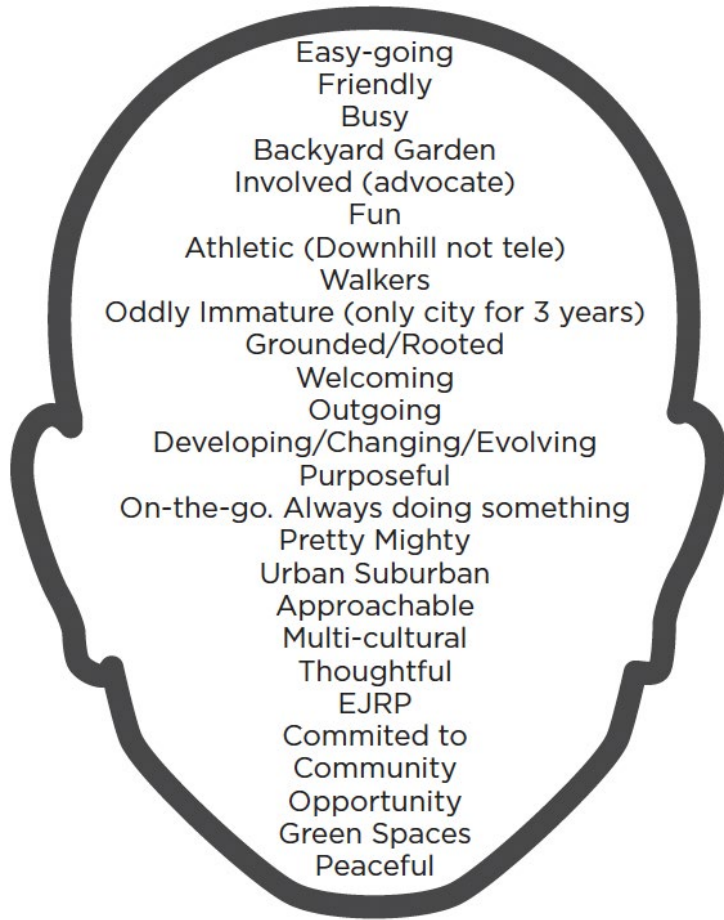 Easy-going
Friendly
Busy
Backyard Garden
Involved (advocate)
Fun
Athletic (Downhill not tele)
Walkers
Oddly Immature (only city for 3 years)
Grounded/Rooted
Welcoming
Outgoing
Developing/Changing/Evolving
Purposeful
On-the-go. Always doing something
Pretty Mighty
Urban Suburban
Approachable
Multi-cultural
Thoughtful
EJRP
Commited to
Community
Opportunity
Green Spaces
Peaceful